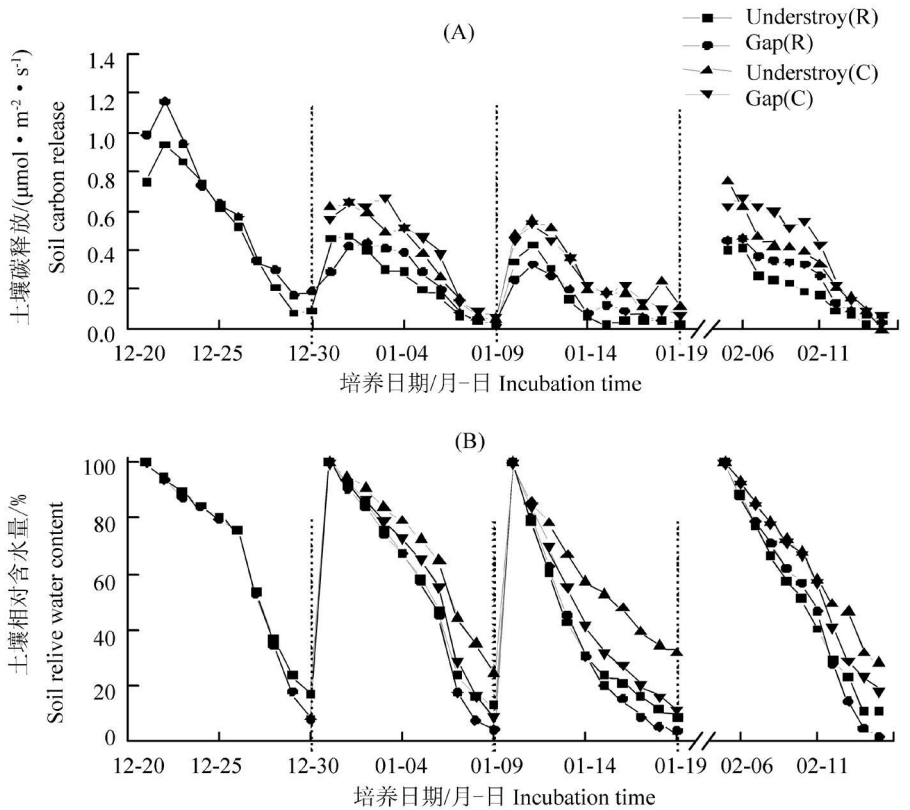 (A)
Understroy(R)
Gap(R)
Understroy(C)
Gap(C)
土壤碳释放/(μmol·m⁻²·s⁻¹)
Soil carbon release
1.4
1.2
1.0
0.8
0.6
0.4
0.2
0.0
12-20 12-25 12-30 01-04 01-09 01-14 01-19 02-06 02-11
培养日期/月-日 Incubation time
(B)
土壤相对含水量/%
Soil relive water content
100
80
60
40
20
0
12-20 12-25 12-30 01-04 01-09 01-14 01-19 02-06 02-11
培养日期/月-日 Incubation time